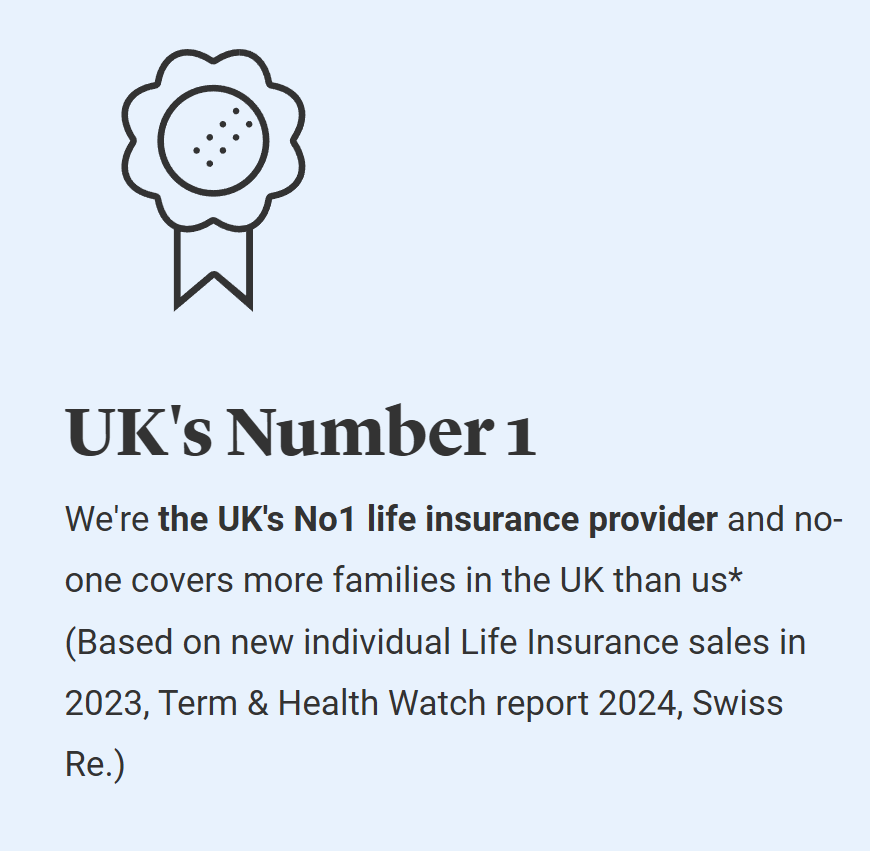 UK's Number 1
We're the UK's No1 life insurance provider and no-
one covers more families in the UK than us*
(Based on new individual Life Insurance sales in
2023, Term & Health Watch report 2024, Swiss
Re.)